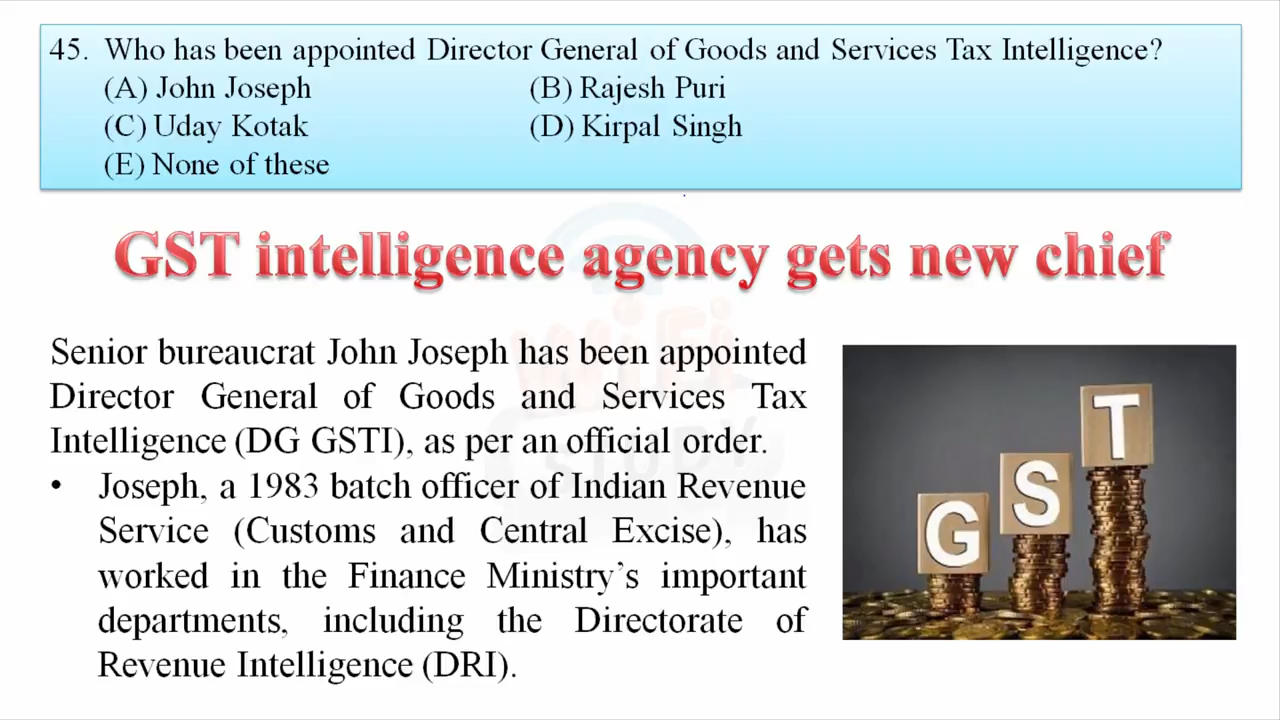 45. Who has been appointed Director General of Goods and Services Tax Intelligence?
(A) John Joseph (B) Rajesh Puri
(C) Uday Kotak (D) Kirpal Singh
(E) None of these
GST intelligence agency gets new chief
Senior bureaucrat John Joseph has been appointed
Director General of Goods and Services Tax
Intelligence (DG GSTI), as per an official order.
• Joseph, a 1983 batch officer of Indian Revenue
Service (Customs and Central Excise), has
worked in the Finance Ministry’s important
departments, including the Directorate of
Revenue Intelligence (DRI).
G S T
WiFi
STUDY